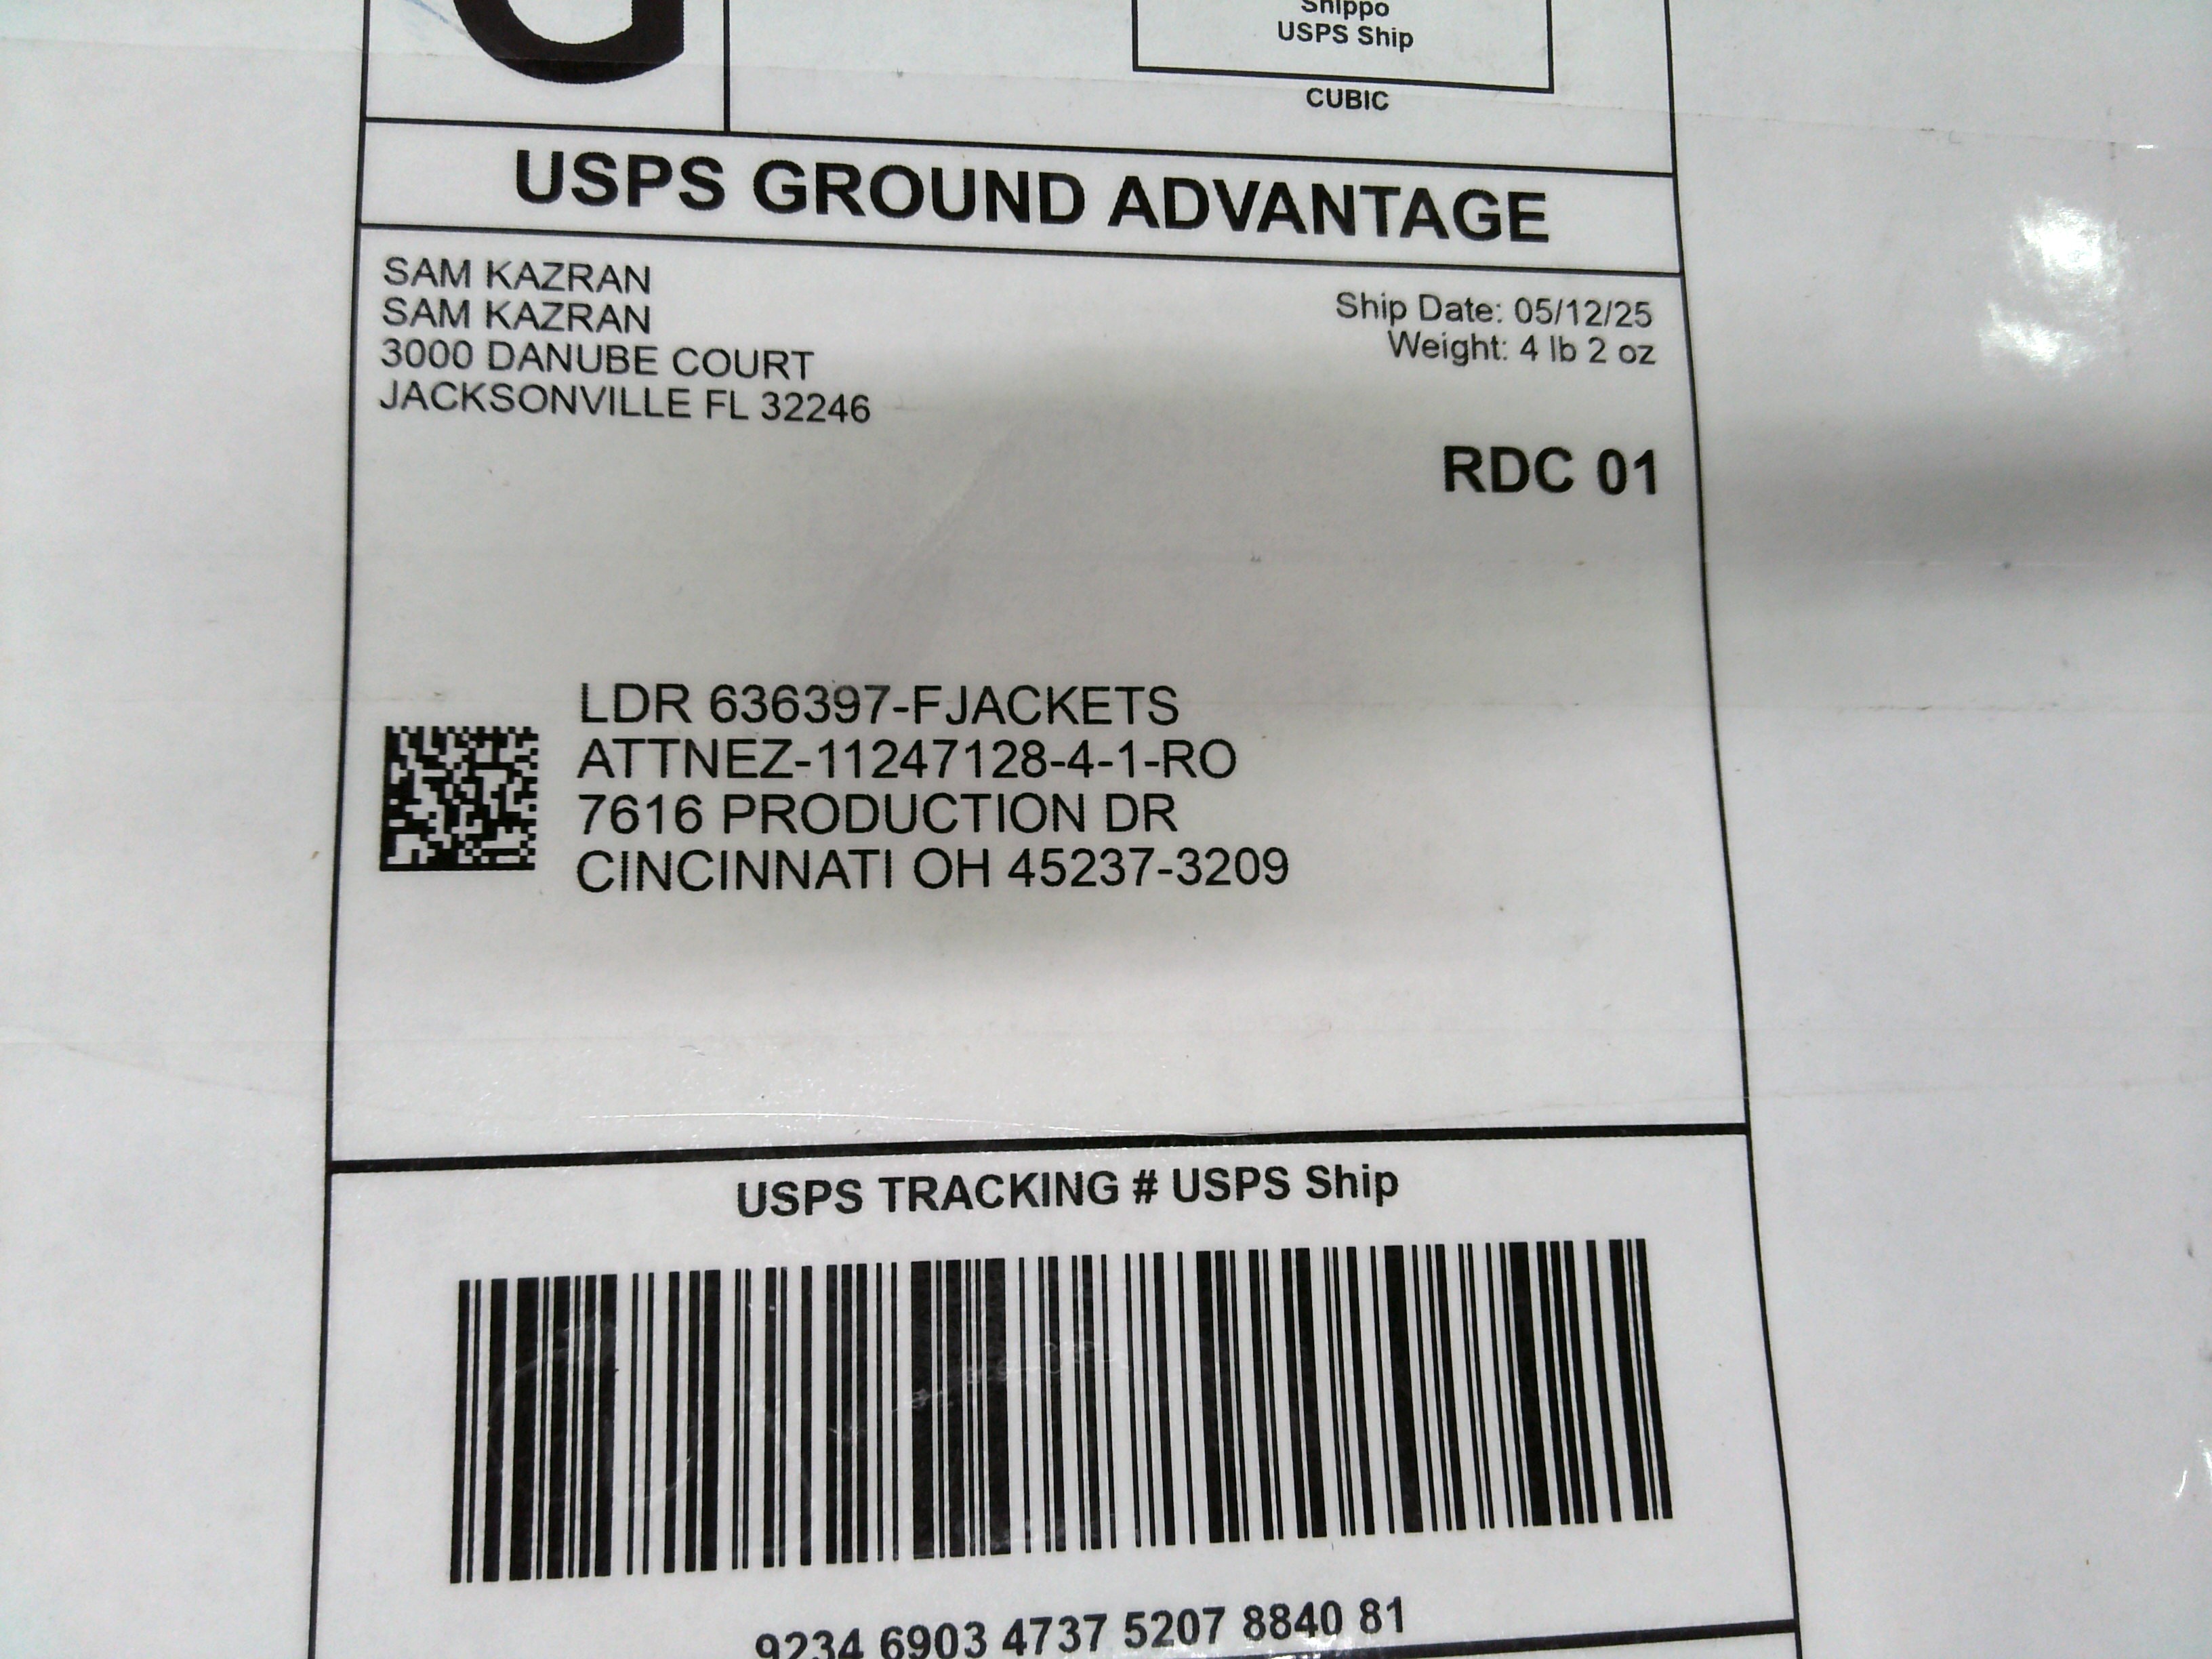 G
Shippo
USPS Ship
CUBIC
USPS GROUND ADVANTAGE
SAM KAZRAN
SAM KAZRAN
3000 DANUBE COURT
JACKSONVILLE FL 32246
Ship Date: 05/12/25
Weight: 4 lb 2 oz
RDC 01
LDR 636397-FJACKETS
ATTNEZ-11247128-4-1-RO
7616 PRODUCTION DR
CINCINNATI OH 45237-3209
USPS TRACKING # USPS Ship
9234 6903 4737 5207 8840 81